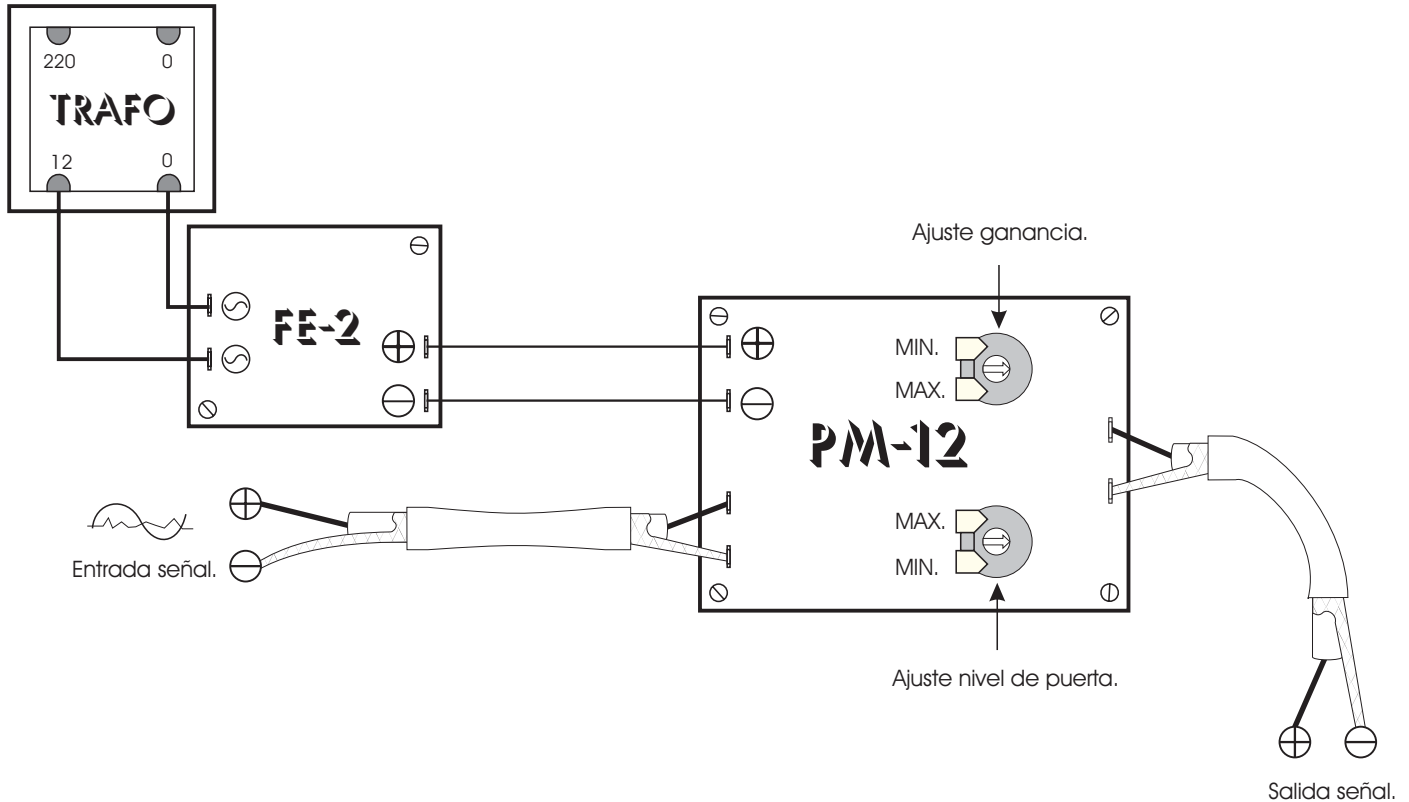 220 0
TRAFO
12 0
FE-2
Ajuste ganancia.
MIN.
MAX.
PM-12
MAX.
MIN.
Ajuste nivel de puerta.
Entrada señal.
Salida señal.